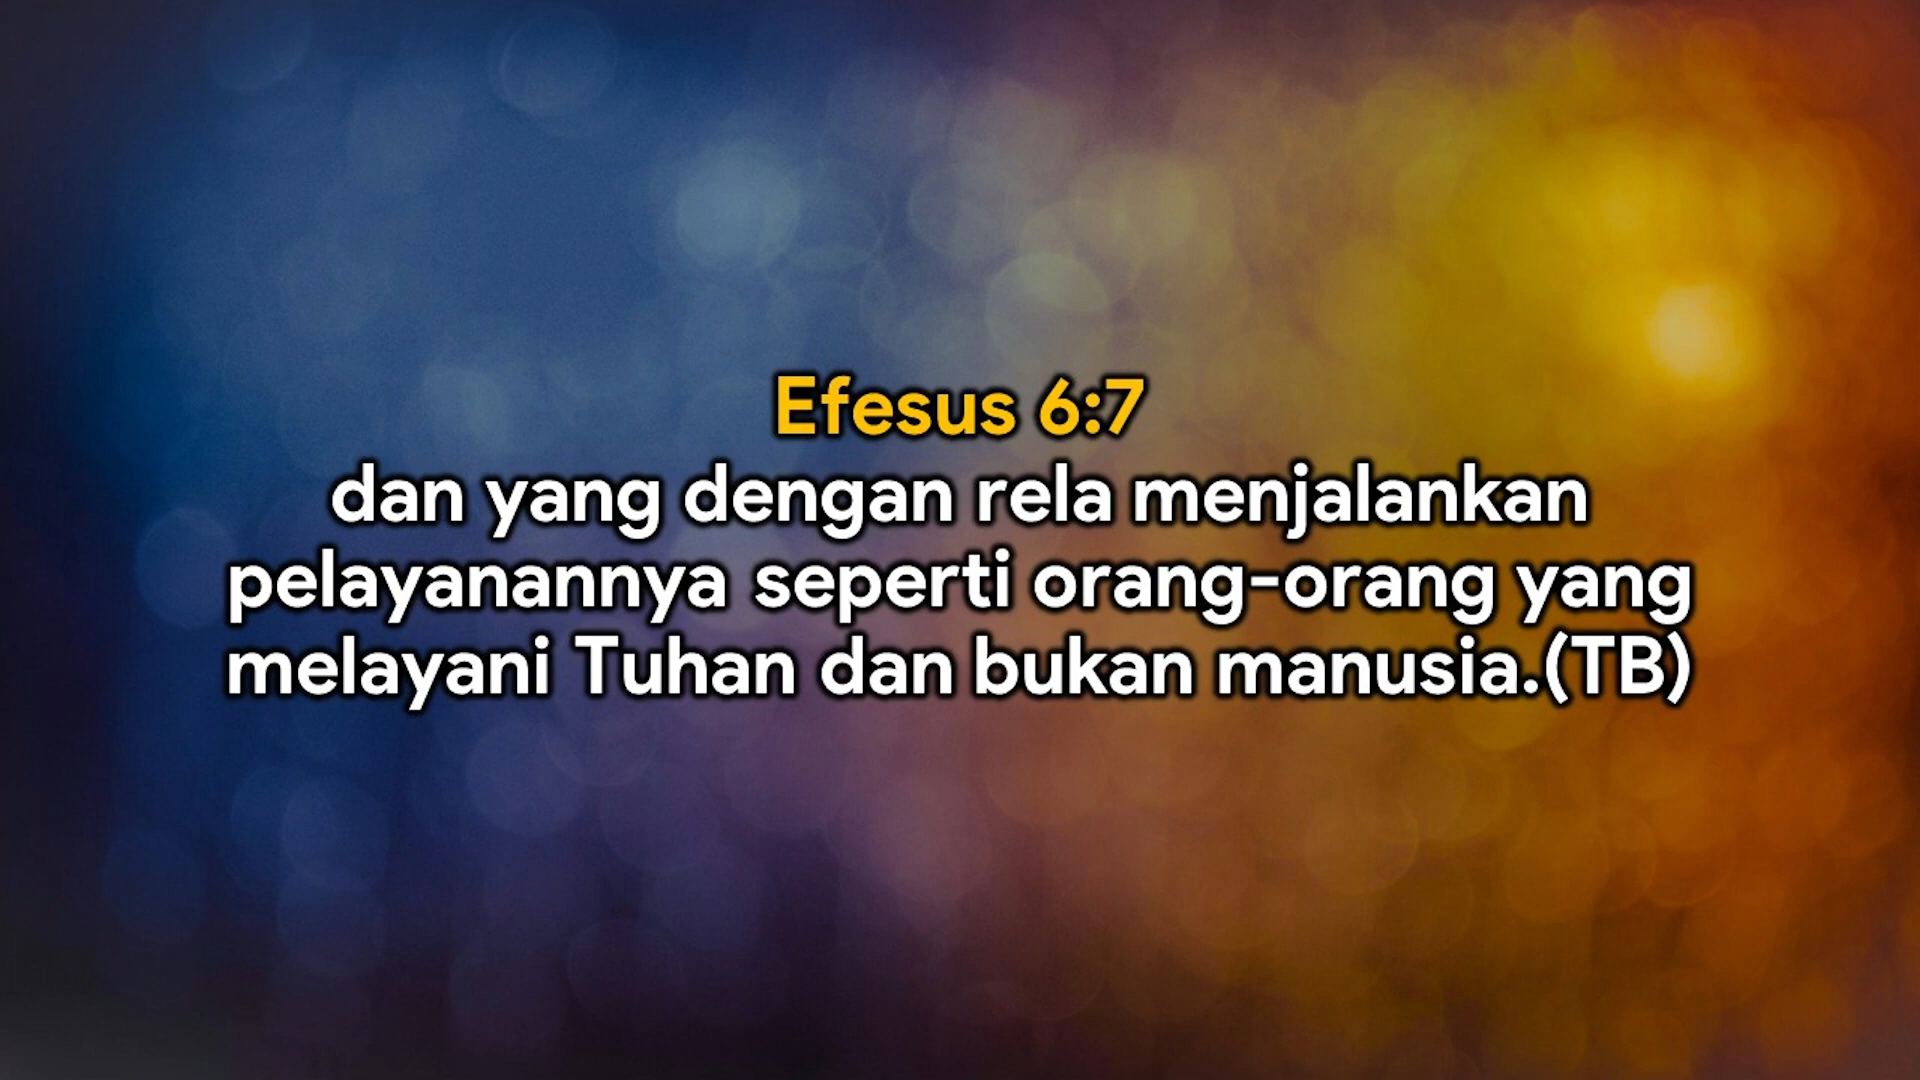 Efesus 6:7
dan yang dengan rela menjalankan
pelayanannya seperti orang-orang yang
melayani Tuhan dan bukan manusia.(TB)